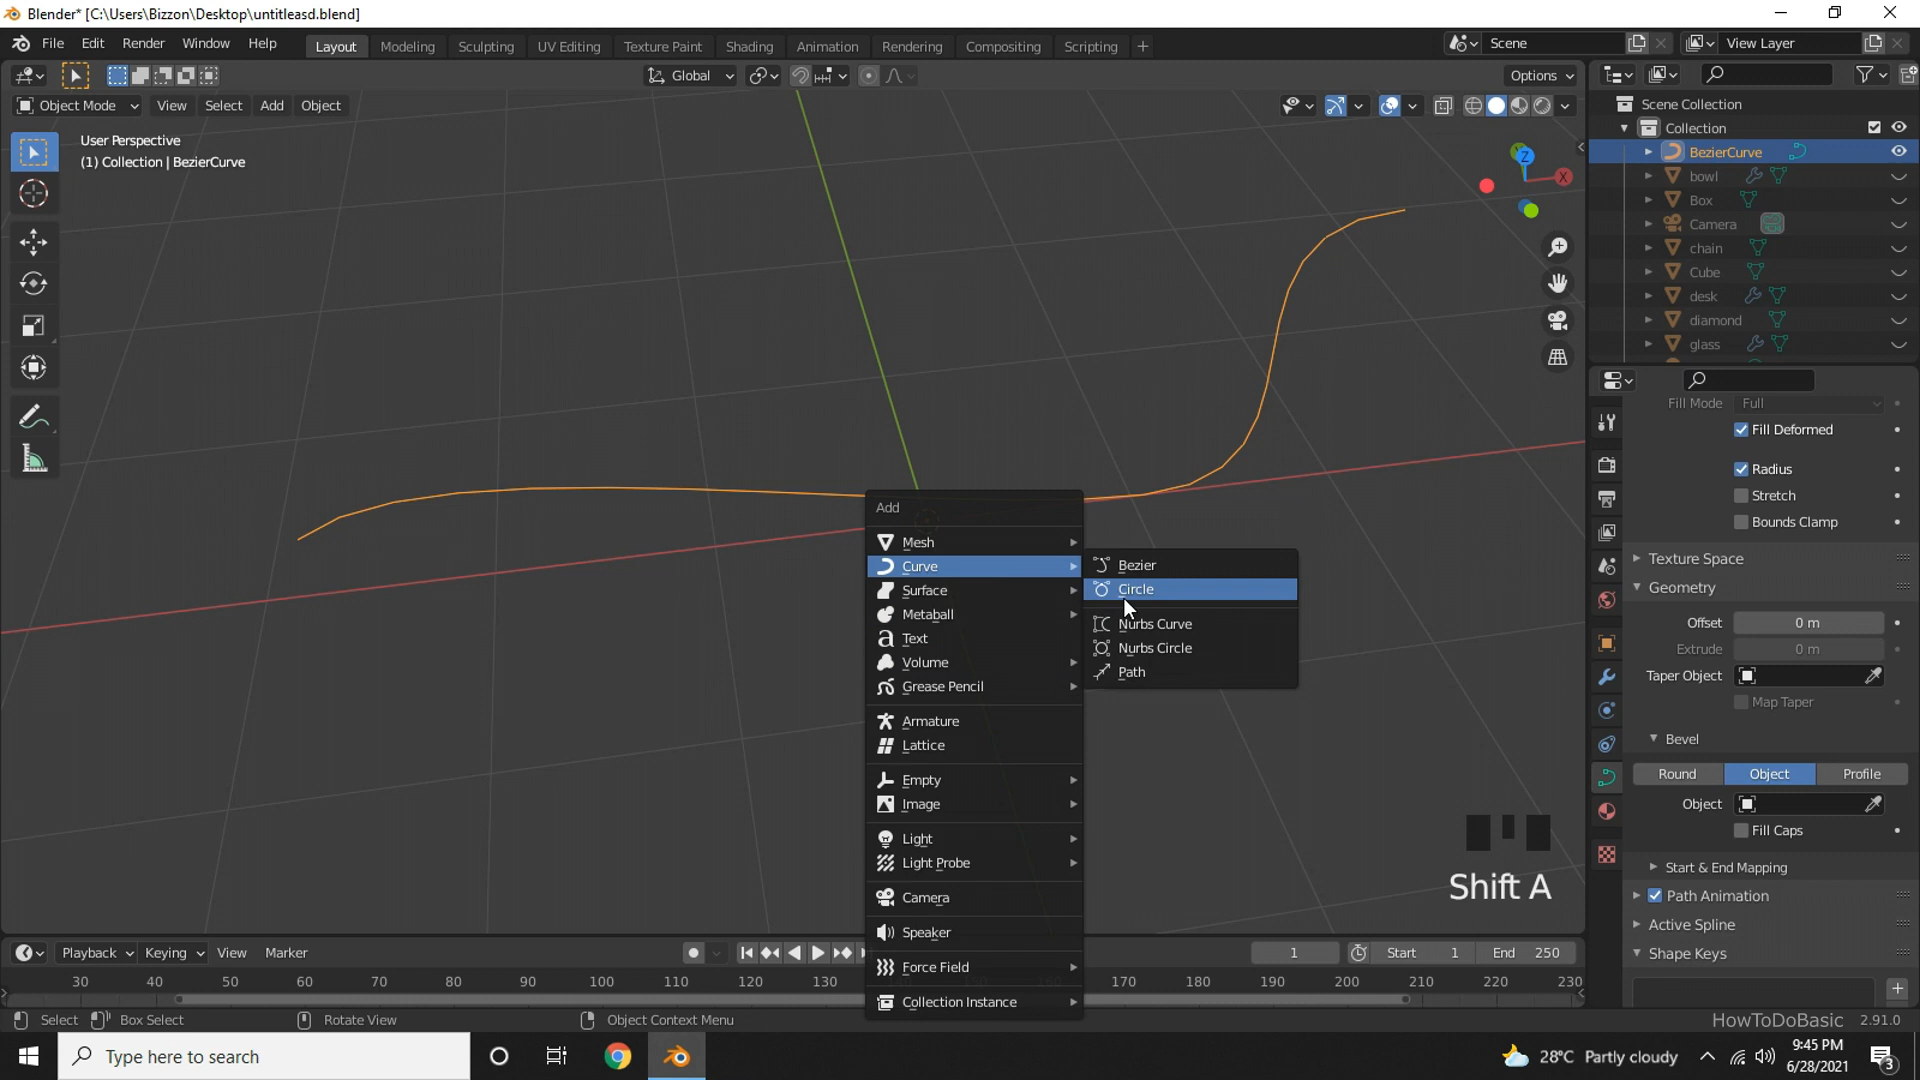 Blender* [C:\Users\Bizzon\Desktop\untitleasd.blend]
File Edit Render Window Help Layout Modeling Sculpting UV Editing Texture Paint Shading Animation Rendering Compositing Scripting Scene View Layer
Global Options
Object Mode View Select Add Object
User Perspective
(1) Collection | BezierCurve
Z
X
Scene Collection
Collection
BezierCurve
bowl
Box
Camera
chain
Cube
desk
diamond
glass
Fill Mode Full
Fill Deformed
Radius
Stretch
Bounds Clamp
Texture Space
Geometry
Offset 0 m
Extrude 0 m
Taper Object
Map Taper
Bevel
Round Object Profile
Object
Fill Caps
Start & End Mapping
Path Animation
Active Spline
Shape Keys
Add
Mesh
Curve
Surface
Metaball
Text
Volume
Grease Pencil
Armature
Lattice
Empty
Image
Light
Light Probe
Camera
Speaker
Force Field
Collection Instance
Bezier
Circle
Nurbs Curve
Nurbs Circle
Path
Shift A
Playback Keying View Marker 1 Start 1 End 250
30 40 50 60 70 80 90 100 110 120 130 170 180 190 200 210 220 230
Select Box Select Rotate View Object Context Menu HowToDoBasic 2.91.0
Type here to search
28°C Partly cloudy
9:45 PM
6/28/2021
3